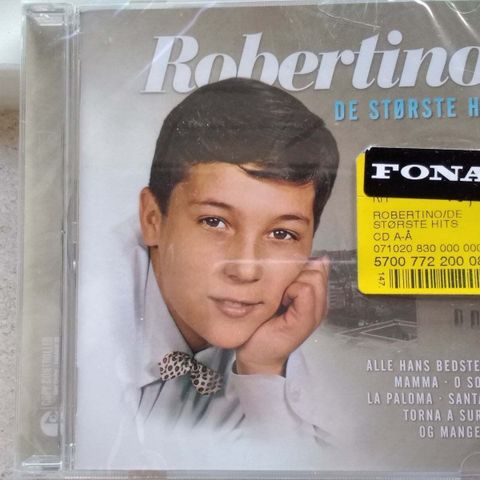 Robertino
DE STØRSTE H
FONA
ROBERTINO/DE
STØRSTE HITS
CD A-Å
071020 830 000 000
5700 772 200 08
147
ALLE HANS BEDSTE
MAMMA · O SO
LA PALOMA · SANTA
TORNA A SUR
OG MANGE